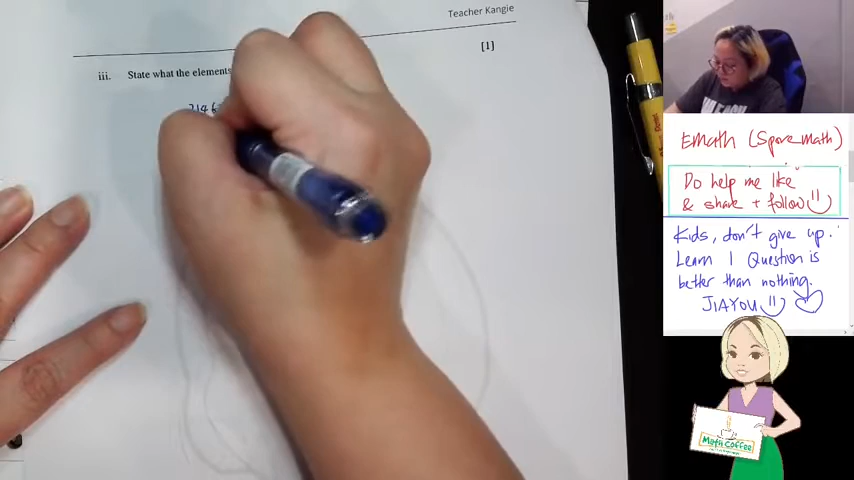 Teacher Kangie
[1]
iii. State what the elements
214
EMath (Spore math)
Do help me like
& share + follow
Kids, don't give up.
Learn 1 Question is
better than nothing.
JIAYOU
Math Coffee